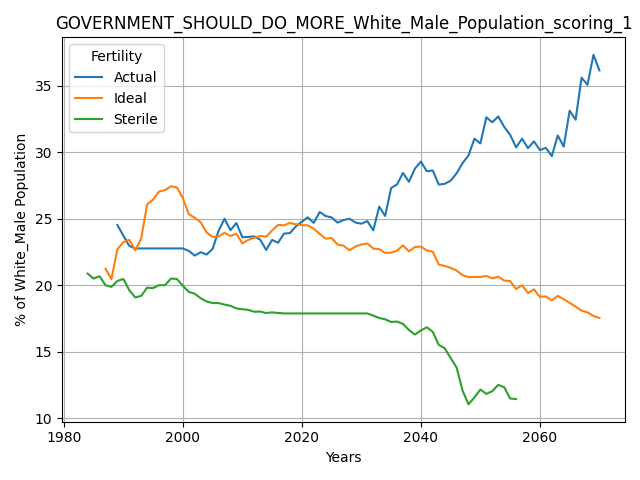 GOVERNMENT_SHOULD_DO_MORE_White_Male_Population_scoring_1
Fertility
Actual
Ideal
Sterile
% of White_Male Population
35
30
25
20
15
10
1980
2000
2020
2040
2060
Years